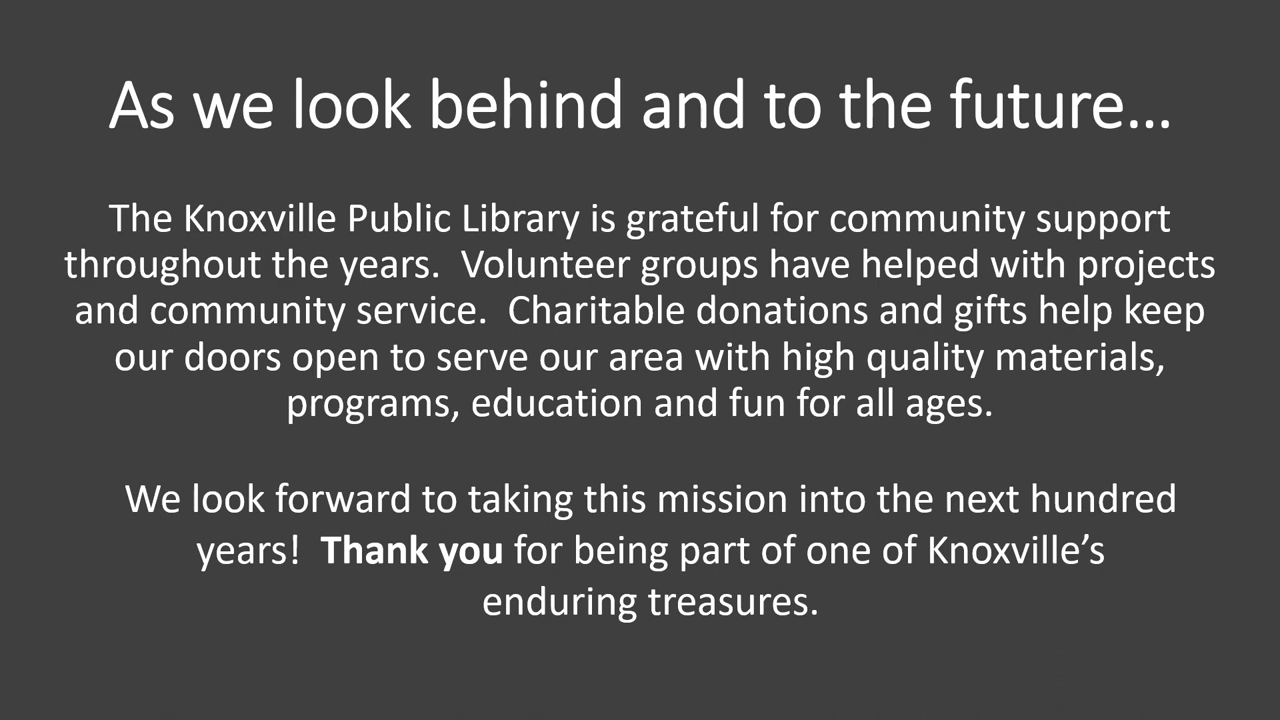 As we look behind and to the future…
The Knoxville Public Library is grateful for community support
throughout the years.  Volunteer groups have helped with projects
and community service.  Charitable donations and gifts help keep
our doors open to serve our area with high quality materials,
programs, education and fun for all ages.
We look forward to taking this mission into the next hundred
years!  Thank you for being part of one of Knoxville’s
enduring treasures.